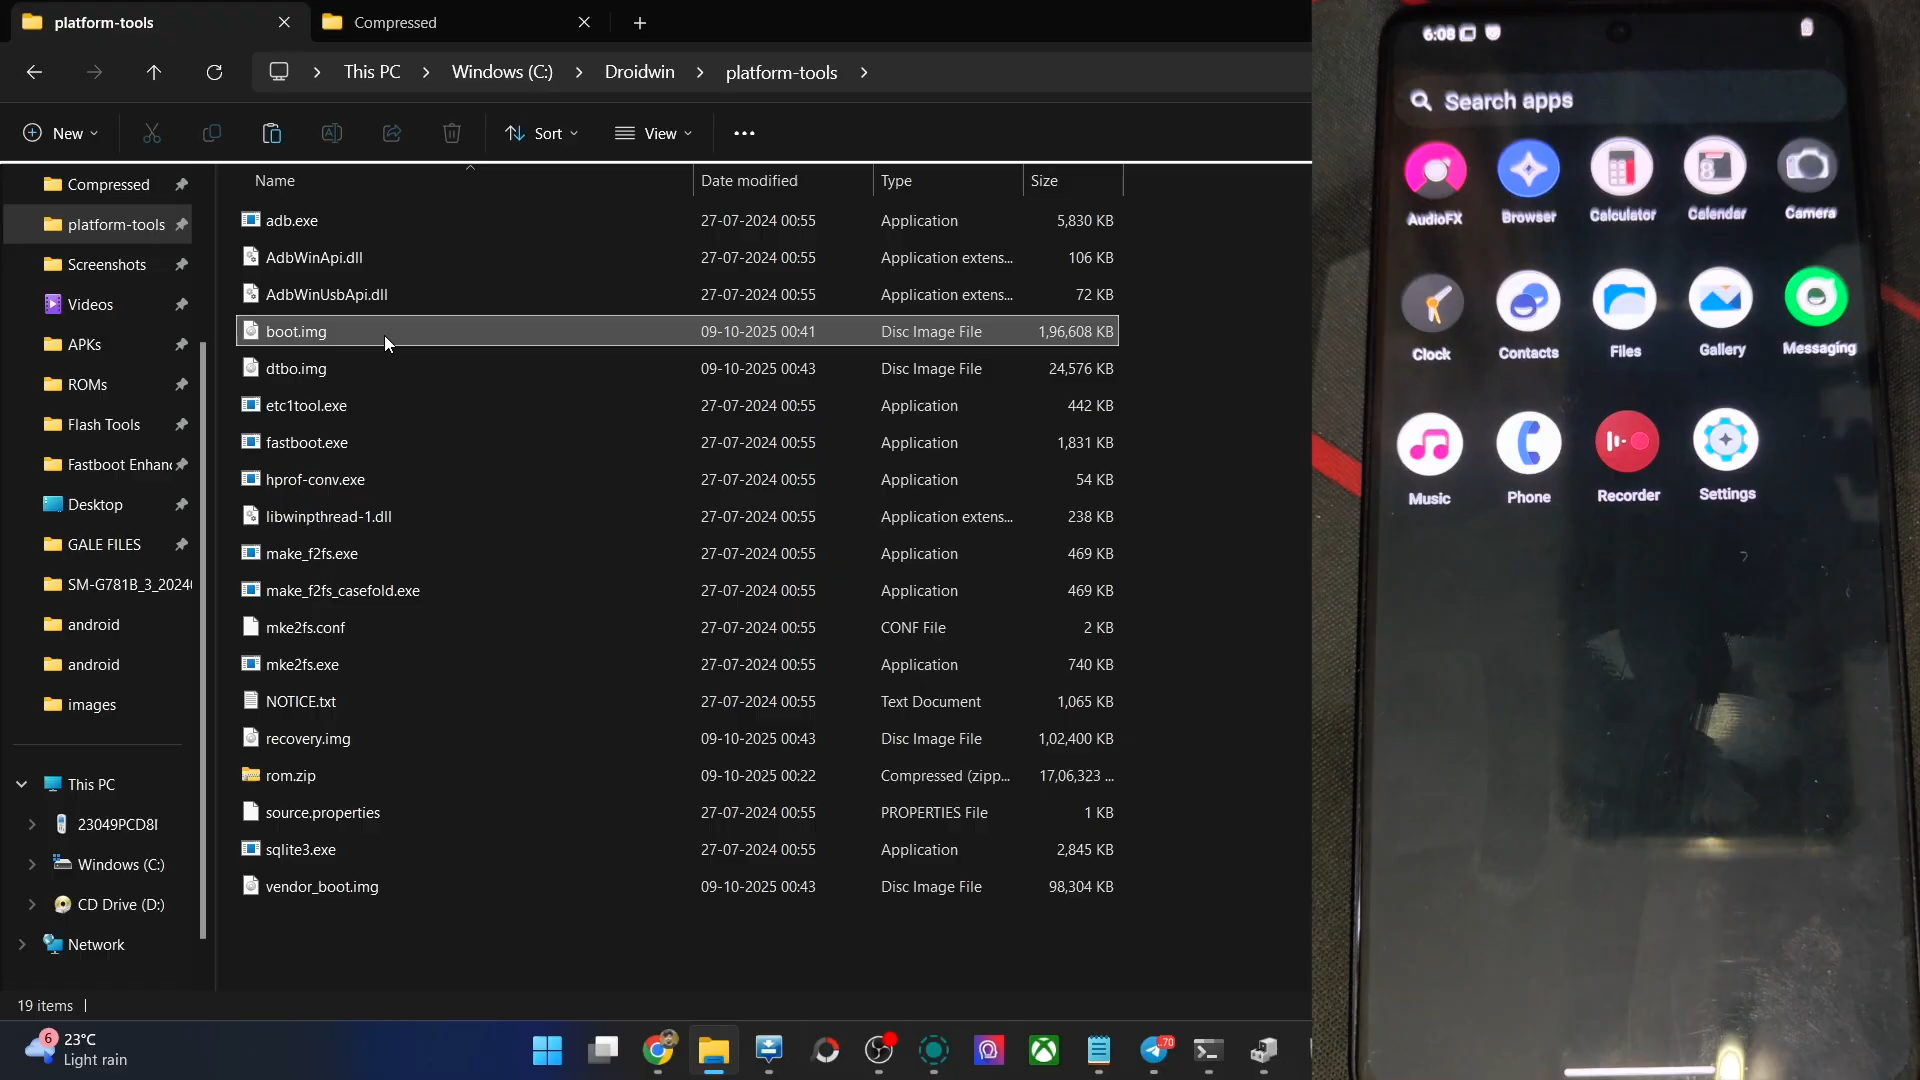 platform-tools
Compressed
This PC
Windows (C:)
Droidwin
platform-tools
New
Sort
View
Name Date modified Type Size
Compressed
platform-tools
Screenshots
Videos
APKs
ROMs
Flash Tools
Fastboot Enhanc
Desktop
GALE FILES
SM-G781B_3_2024
android
android
images
This PC
23049PCD8I
Windows (C:)
CD Drive (D:)
Network
adb.exe 27-07-2024 00:55 Application 5,830 KB
AdbWinApi.dll 27-07-2024 00:55 Application extens... 106 KB
AdbWinUsbApi.dll 27-07-2024 00:55 Application extens... 72 KB
boot.img 09-10-2025 00:41 Disc Image File 1,96,608 KB
dtbo.img 09-10-2025 00:43 Disc Image File 24,576 KB
etc1tool.exe 27-07-2024 00:55 Application 442 KB
fastboot.exe 27-07-2024 00:55 Application 1,831 KB
hprof-conv.exe 27-07-2024 00:55 Application 54 KB
libwinpthread-1.dll 27-07-2024 00:55 Application extens... 238 KB
make_f2fs.exe 27-07-2024 00:55 Application 469 KB
make_f2fs_casefold.exe 27-07-2024 00:55 Application 469 KB
mke2fs.conf 27-07-2024 00:55 CONF File 2 KB
mke2fs.exe 27-07-2024 00:55 Application 740 KB
NOTICE.txt 27-07-2024 00:55 Text Document 1,065 KB
recovery.img 09-10-2025 00:43 Disc Image File 1,02,400 KB
rom.zip 09-10-2025 00:22 Compressed (zipp... 17,06,323 ...
source.properties 27-07-2024 00:55 PROPERTIES File 1 KB
sqlite3.exe 27-07-2024 00:55 Application 2,845 KB
vendor_boot.img 09-10-2025 00:43 Disc Image File 98,304 KB
19 items
6
23°C
Light rain
70
6:08
Search apps
AudioFX Browser Calculator Calendar Camera
8
Clock Contacts Files Gallery Messaging
Music Phone Recorder Settings